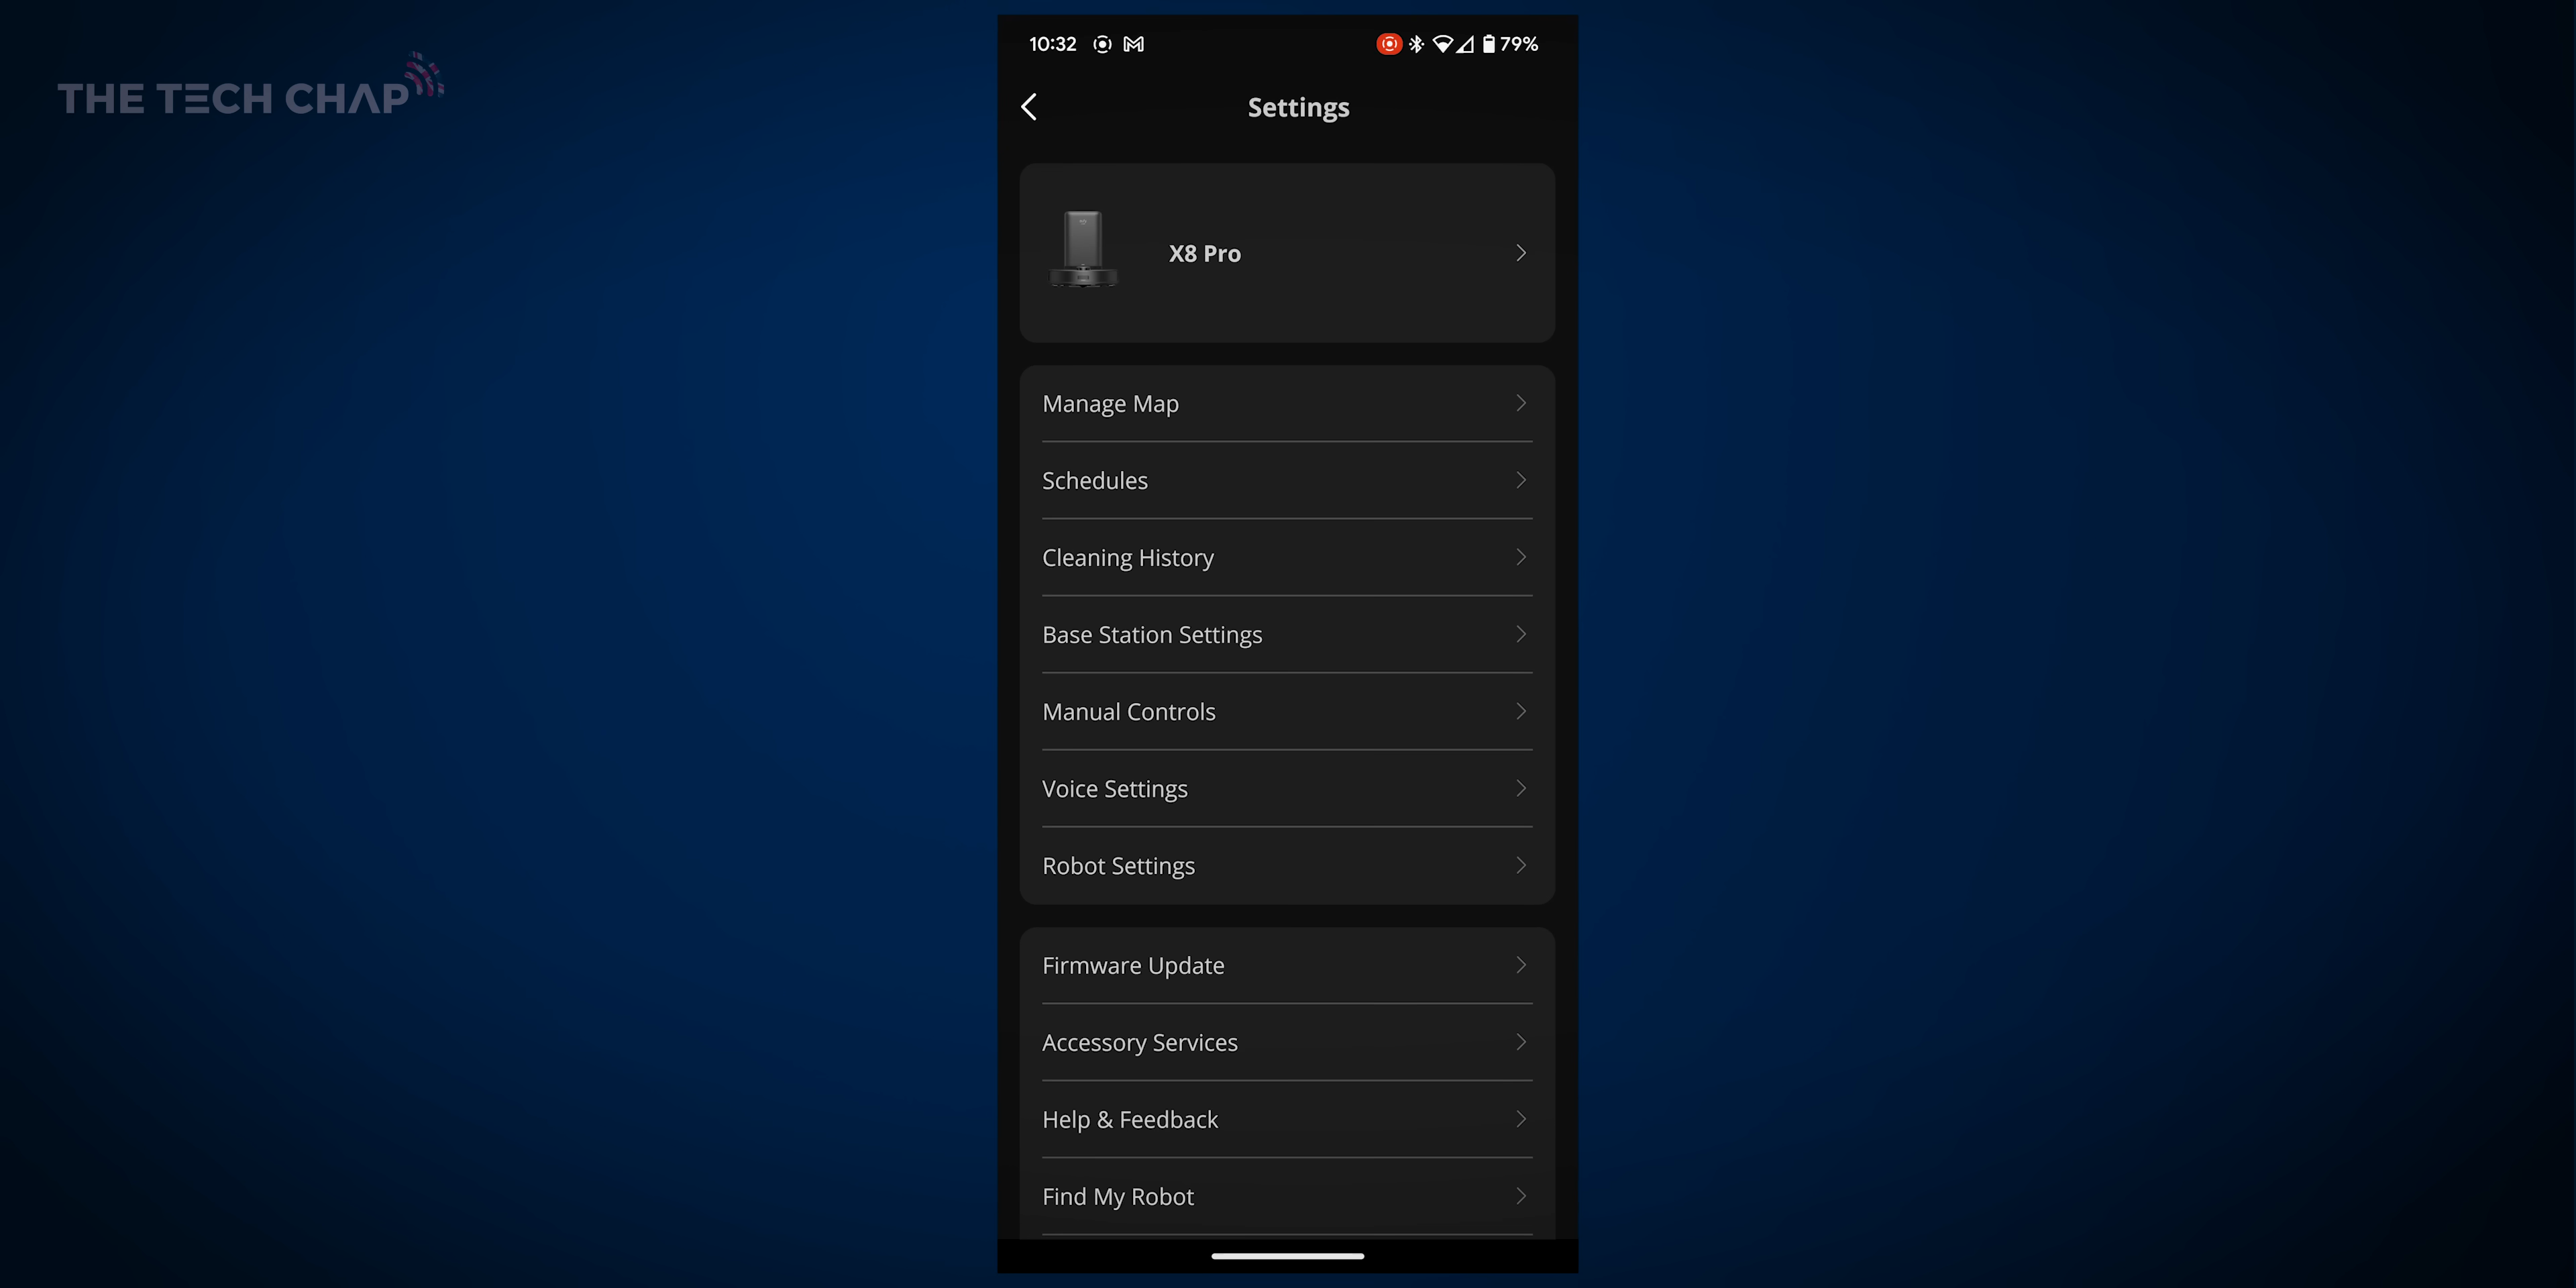 THE TECH CHAP
10:32
79%
Settings
X8 Pro
Manage Map
Schedules
Cleaning History
Base Station Settings
Manual Controls
Voice Settings
Robot Settings
Firmware Update
Accessory Services
Help & Feedback
Find My Robot